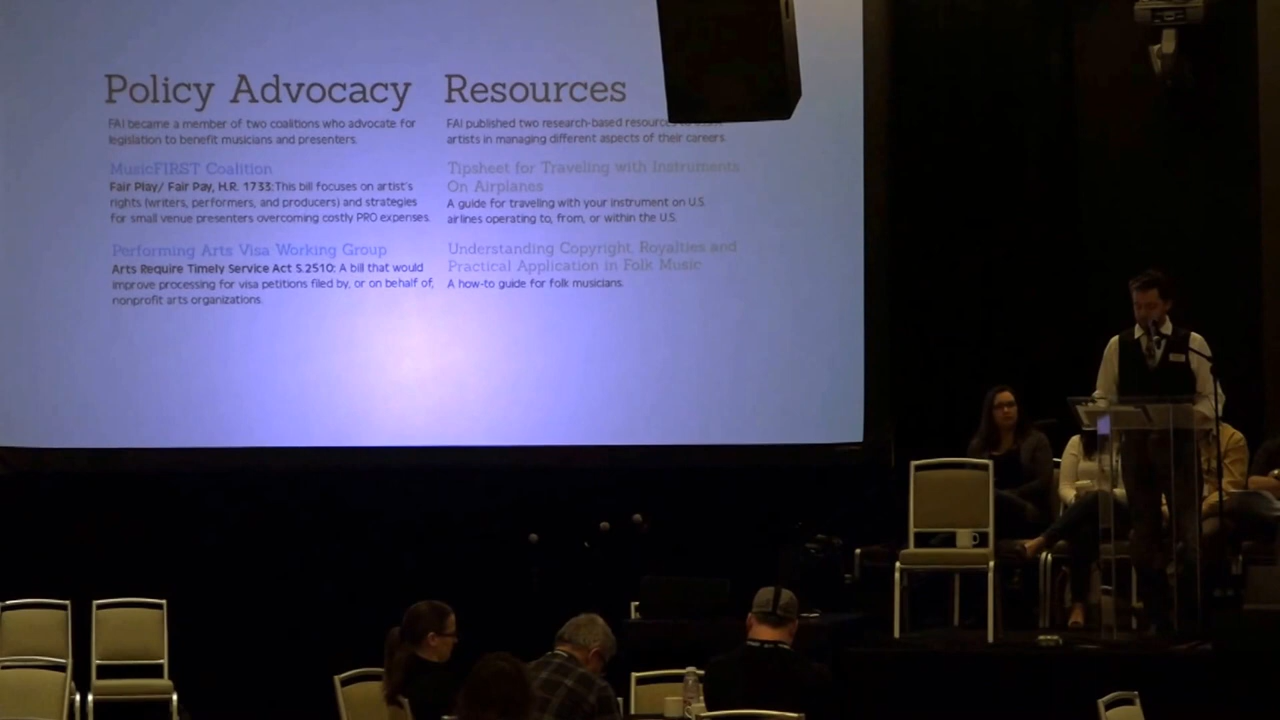 Policy Advocacy
FAI became a member of two coalitions who advocate for
legislation to benefit musicians and presenters.
MusicFIRST Coalition
Fair Play/ Fair Pay, H.R. 1733: This bill focuses on artist's
rights (writers, performers, and producers) and strategies
for small venue presenters overcoming costly PRO expenses.
Performing Arts Visa Working Group
Arts Require Timely Service Act S.2510: A bill that would
improve processing for visa petitions filed by, or on behalf of,
nonprofit arts organizations.
Resources
FAI published two research-based resources to
artists in managing different aspects of their careers.
Tipsheet for Traveling with Instruments
On Airplanes
A guide for traveling with your instrument on U.S.
airlines operating to, from, or within the U.S.
Understanding Copyright, Royalties and
Practical Application in Folk Music
A how-to guide for folk musicians.